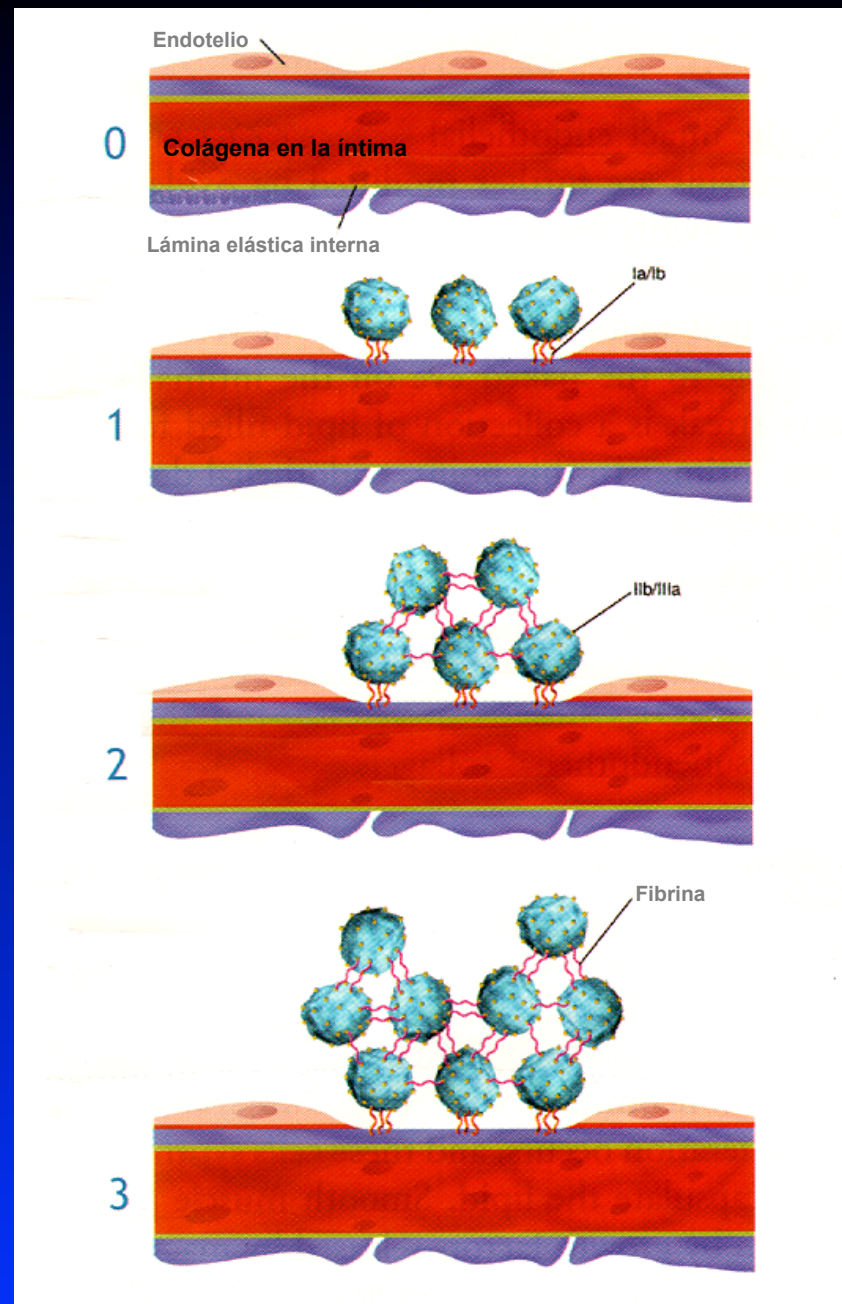 Endotelio
0
Colágena en la íntima
Lámina elástica interna
Ia/Ib
1
IIb/IIIa
2
Fibrina
3